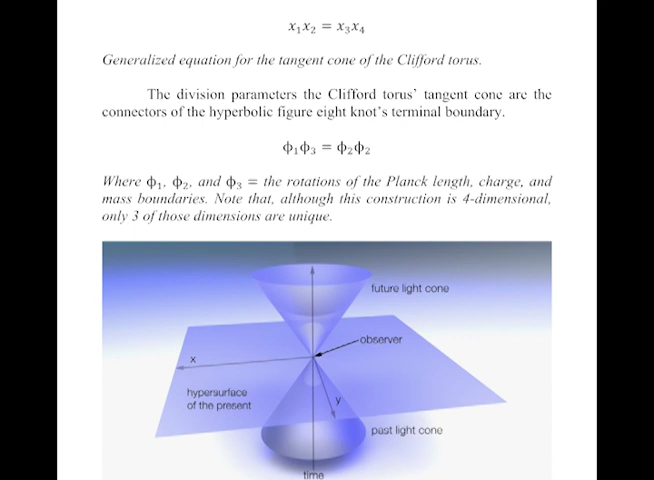 x₁x₂ = x₃x₄
Generalized equation for the tangent cone of the Clifford torus.
The division parameters the Clifford torus' tangent cone are the
connectors of the hyperbolic figure eight knot's terminal boundary.
ϕ₁ϕ₃ = ϕ₂ϕ₂
Where ϕ₁, ϕ₂, and ϕ₃ = the rotations of the Planck length, charge, and
mass boundaries. Note that, although this construction is 4-dimensional,
only 3 of those dimensions are unique.
future light cone
observer
x
hypersurface
of the present
y
past light cone
time